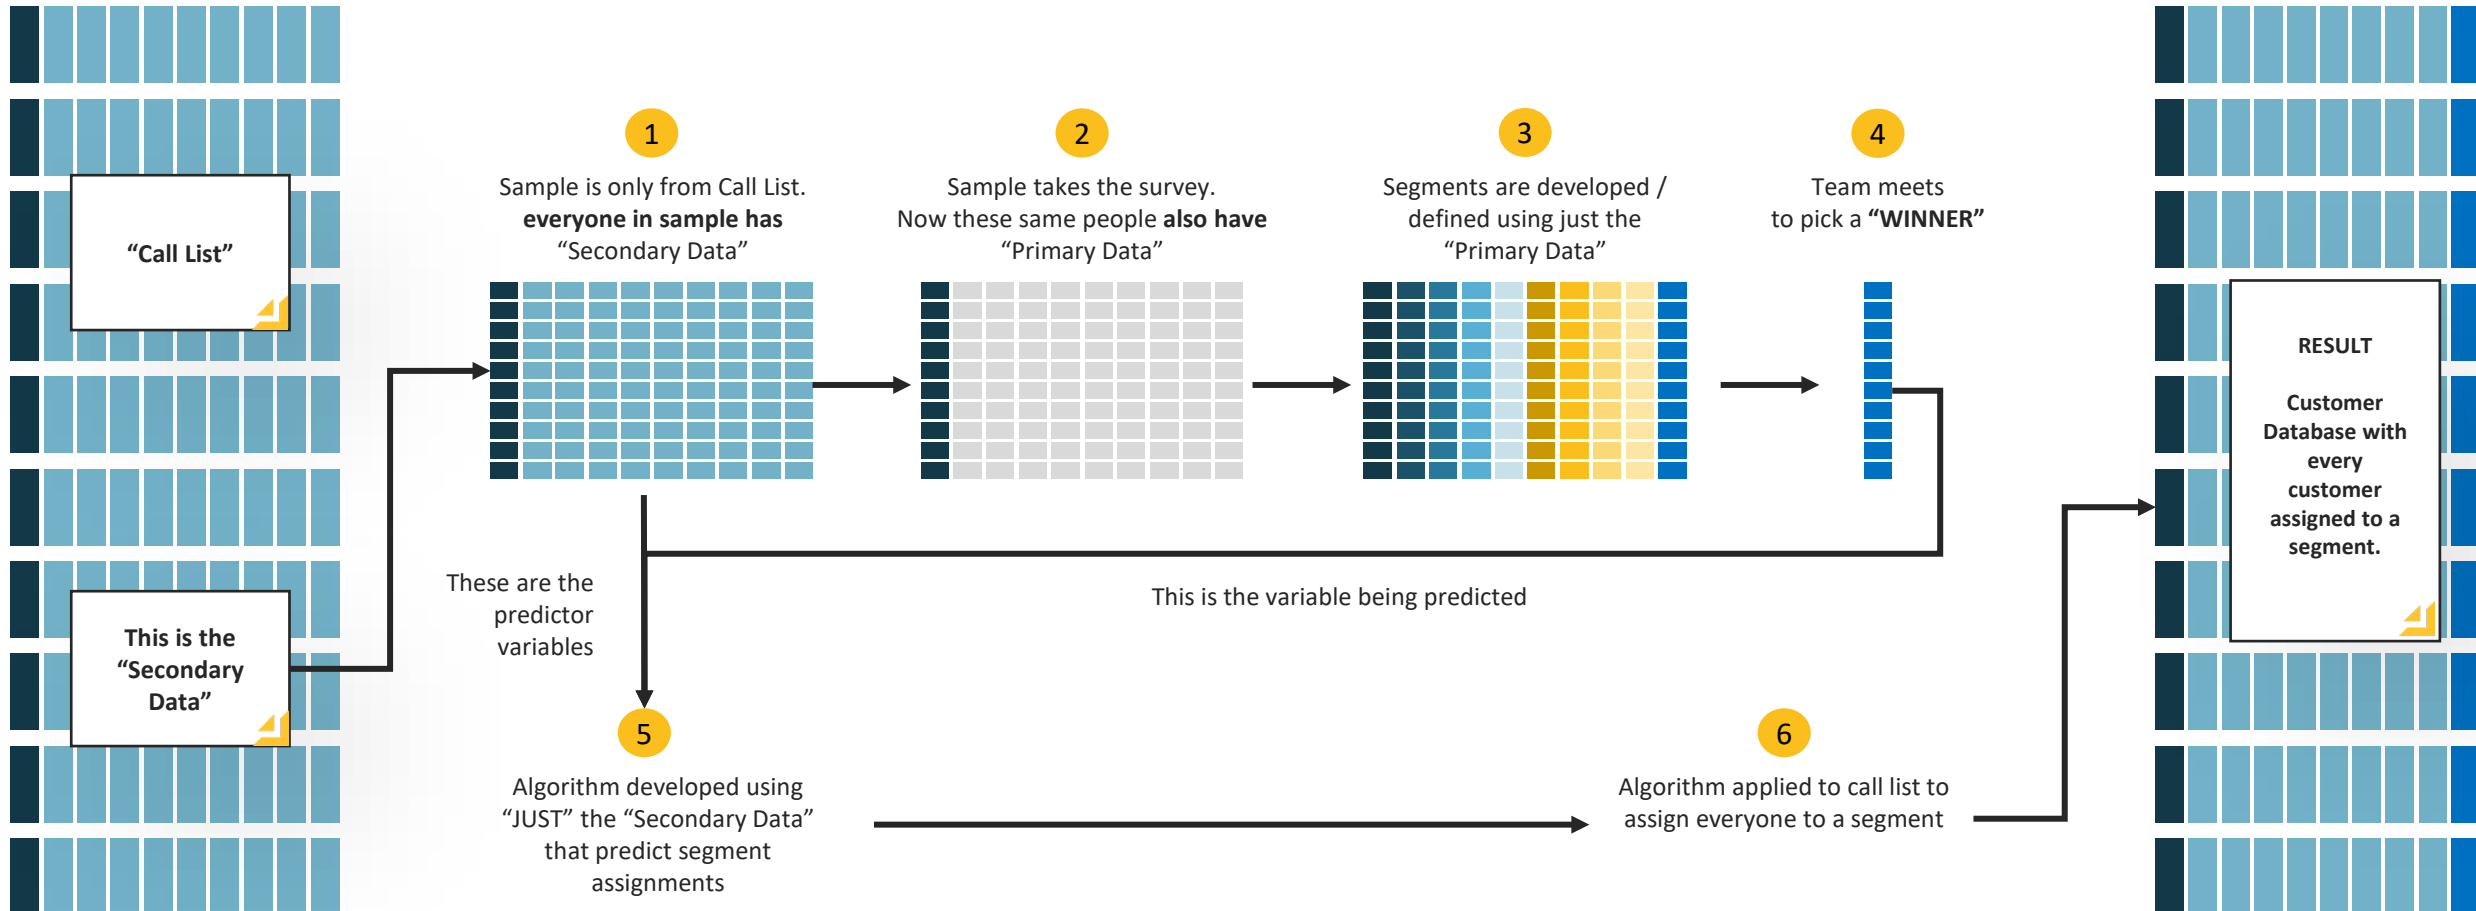 “Call List”
This is the
“Secondary
Data”
1
Sample is only from Call List.
everyone in sample has
“Secondary Data”
2
Sample takes the survey.
Now these same people also have
“Primary Data”
3
Segments are developed /
defined using just the
“Primary Data”
4
Team meets
to pick a “WINNER”
These are the
predictor
variables
This is the variable being predicted
5
Algorithm developed using
“JUST” the “Secondary Data”
that predict segment
assignments
6
Algorithm applied to call list to
assign everyone to a segment
RESULT
Customer
Database with
every
customer
assigned to a
segment.